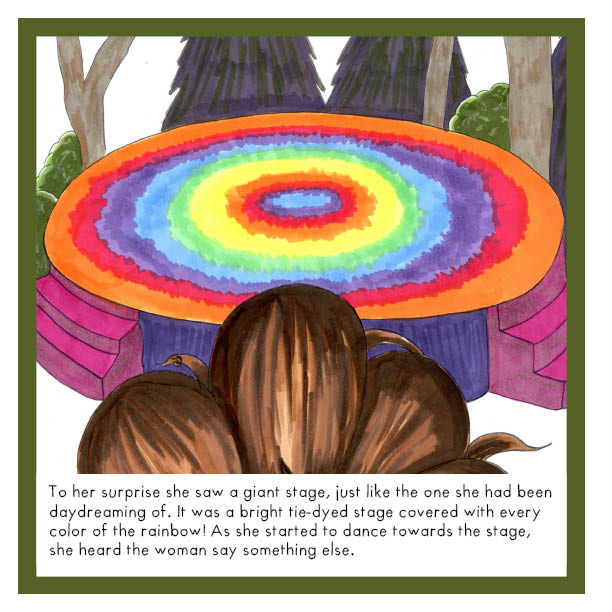 To her surprise she saw a giant stage, just like the one she had been
daydreaming of. It was a bright tie-dyed stage covered with every
color of the rainbow! As she started to dance towards the stage,
she heard the woman say something else.